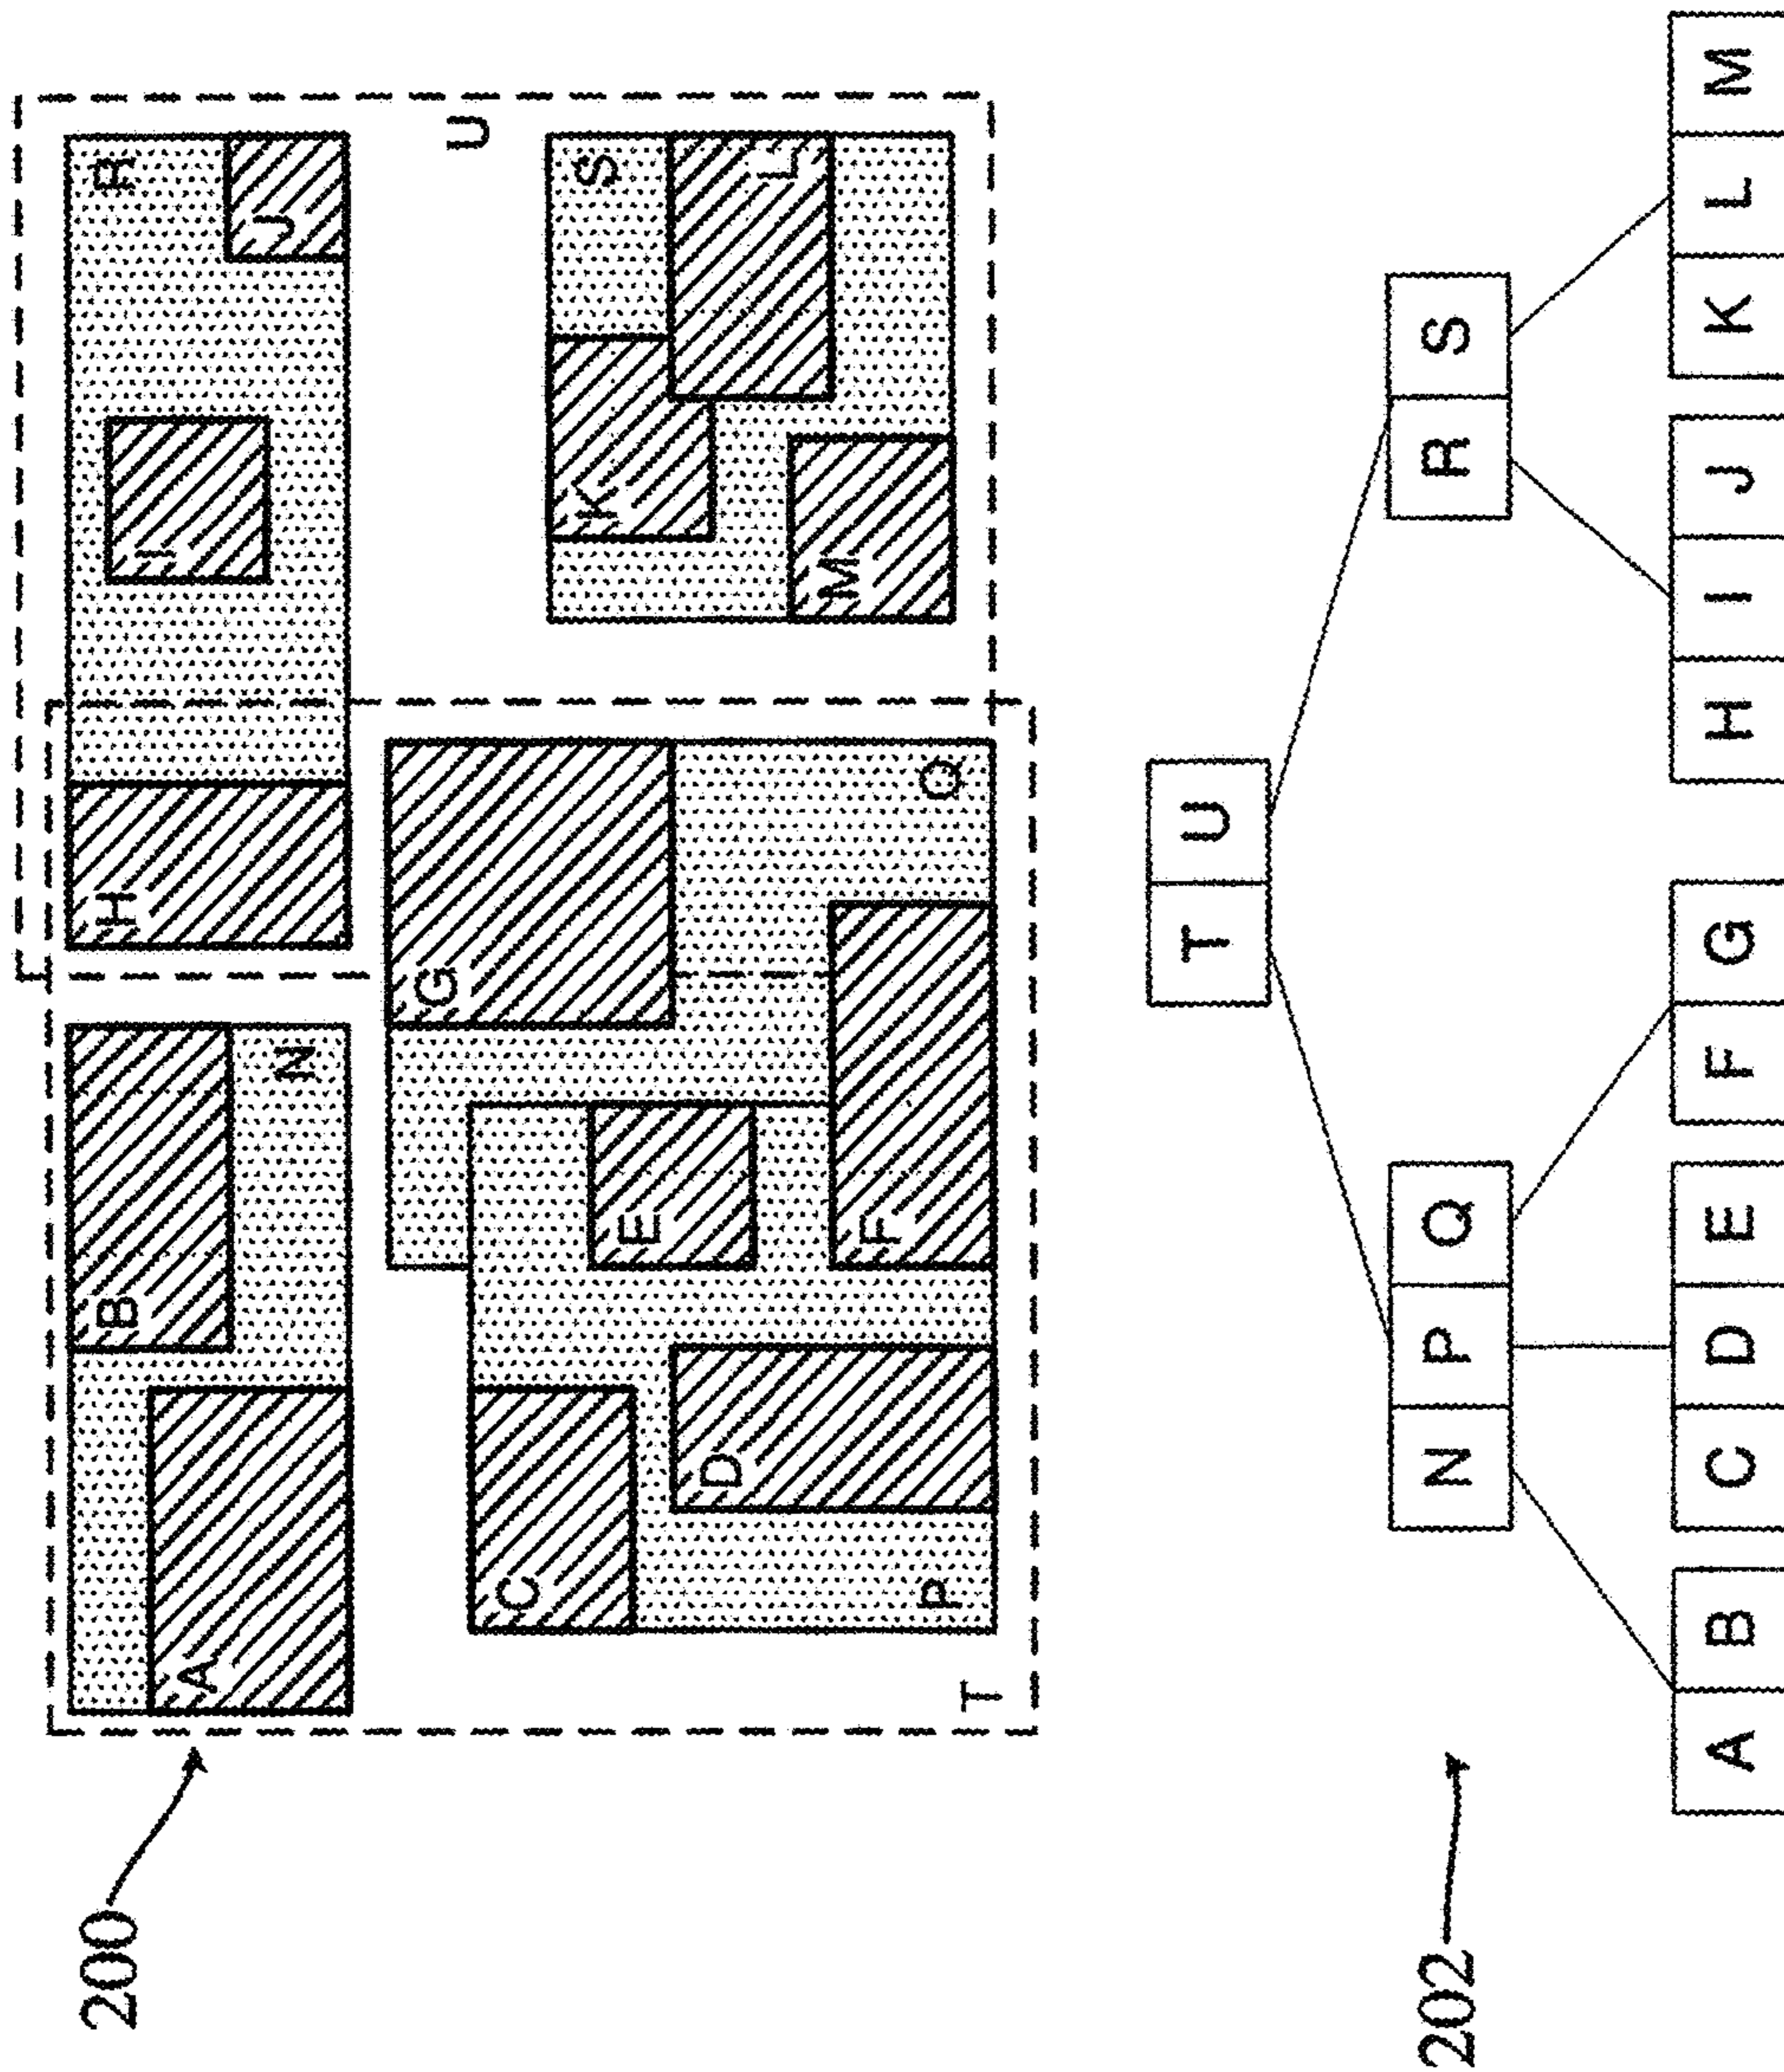 200
B H R
I
A
J
N
G
U
C
K S
E
D
L
M
F
P Q
T
T U
202
N P Q R S
A B C D E F G H I J K L M